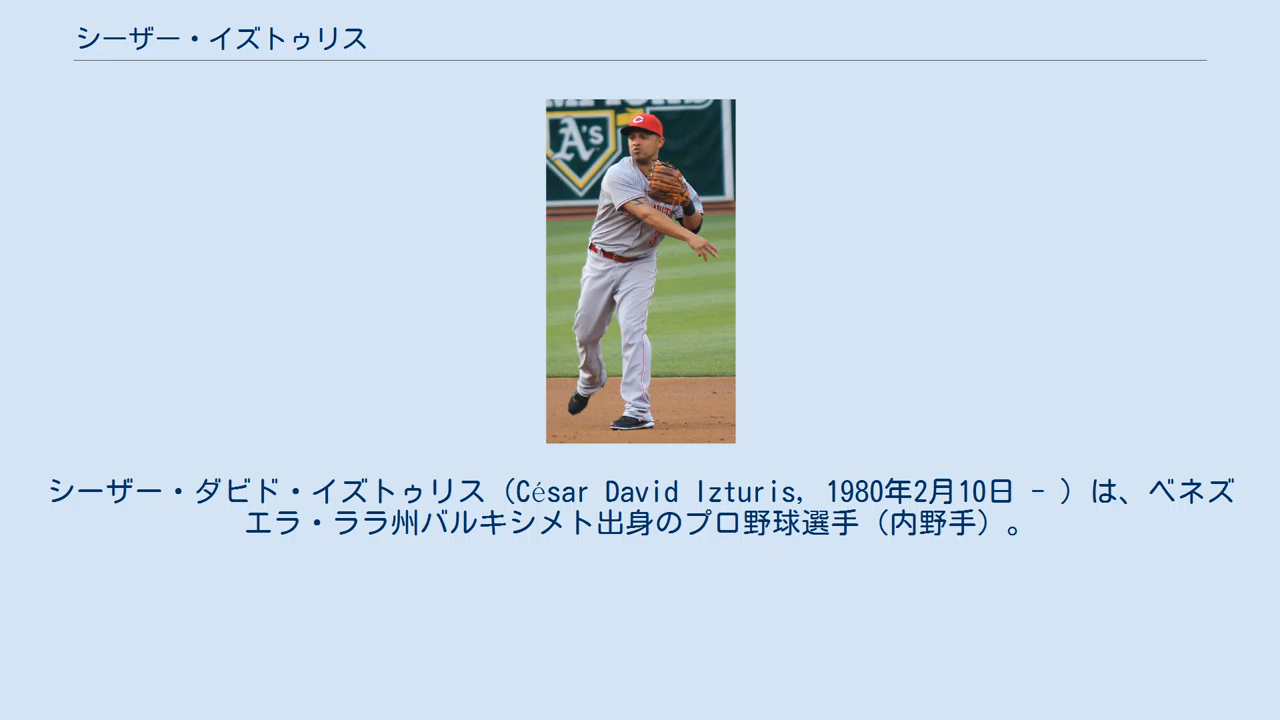 シーザー・イズトゥリス
A's
C
シーザー・ダビド・イズトゥリス（César David Izturis, 1980年2月10日 - ）は、ベネズ
エラ・ララ州バルキシメト出身のプロ野球選手（内野手）。